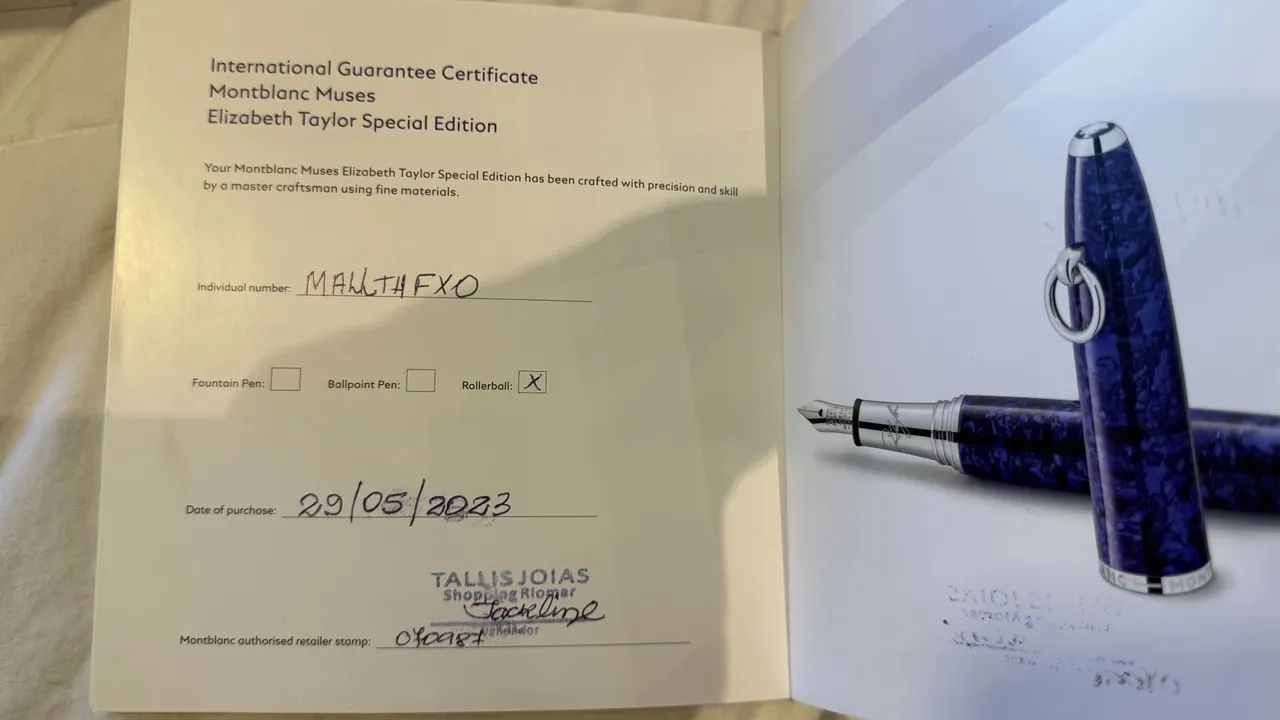 International Guarantee Certificate
Montblanc Muses
Elizabeth Taylor Special Edition
Your Montblanc Muses Elizabeth Taylor Special Edition has been crafted with precision and skill
by a master craftsman using fine materials.
Individual number:
Fountain Pen: Ballpoint Pen: Rollerball: X
Date of purchase: 29/05/2023
TALLIS JOIAS
Shopping Riomar
Jackeline
Montblanc authorised retailer stamp: 070987
MON